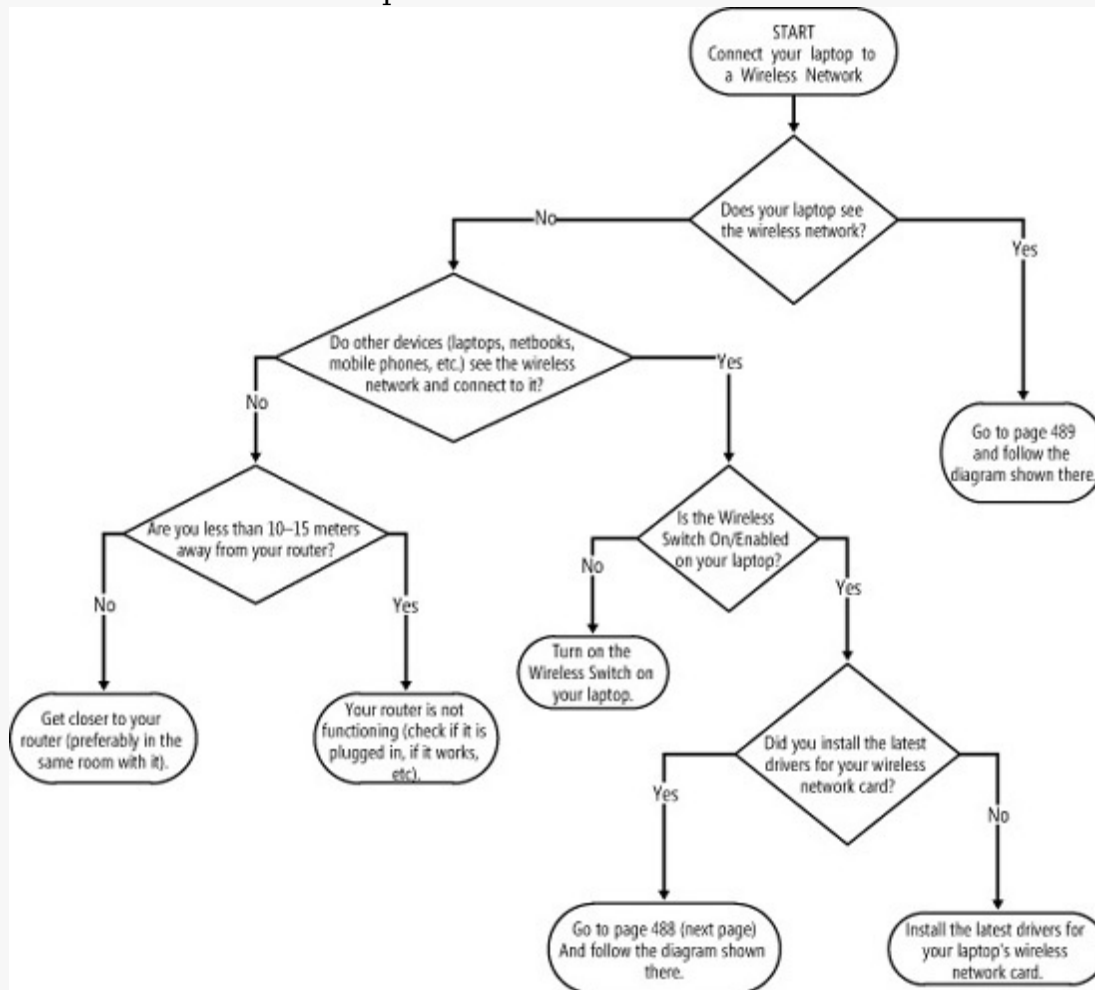 START
Connect your laptop to
a Wireless Network
Does your laptop see
the wireless network?
No
Yes
Do other devices (laptops, netbooks,
mobile phones, etc.) see the wireless
network and connect to it?
No
Yes
Go to page 489
and follow the
diagram shown there.
Are you less than 10–15 meters
away from your router?
No
Yes
Is the Wireless
Switch On/Enabled
on your laptop?
No
Yes
Get closer to your
router (preferably in the
same room with it).
Your router is not
functioning (check if it is
plugged in, if it works,
etc).
Turn on the
Wireless Switch on
your laptop.
Did you install the latest
drivers for your wireless
network card?
Yes
No
Go to page 488 (next page)
And follow the diagram shown
there.
Install the latest drivers for
your laptop's wireless
network card.